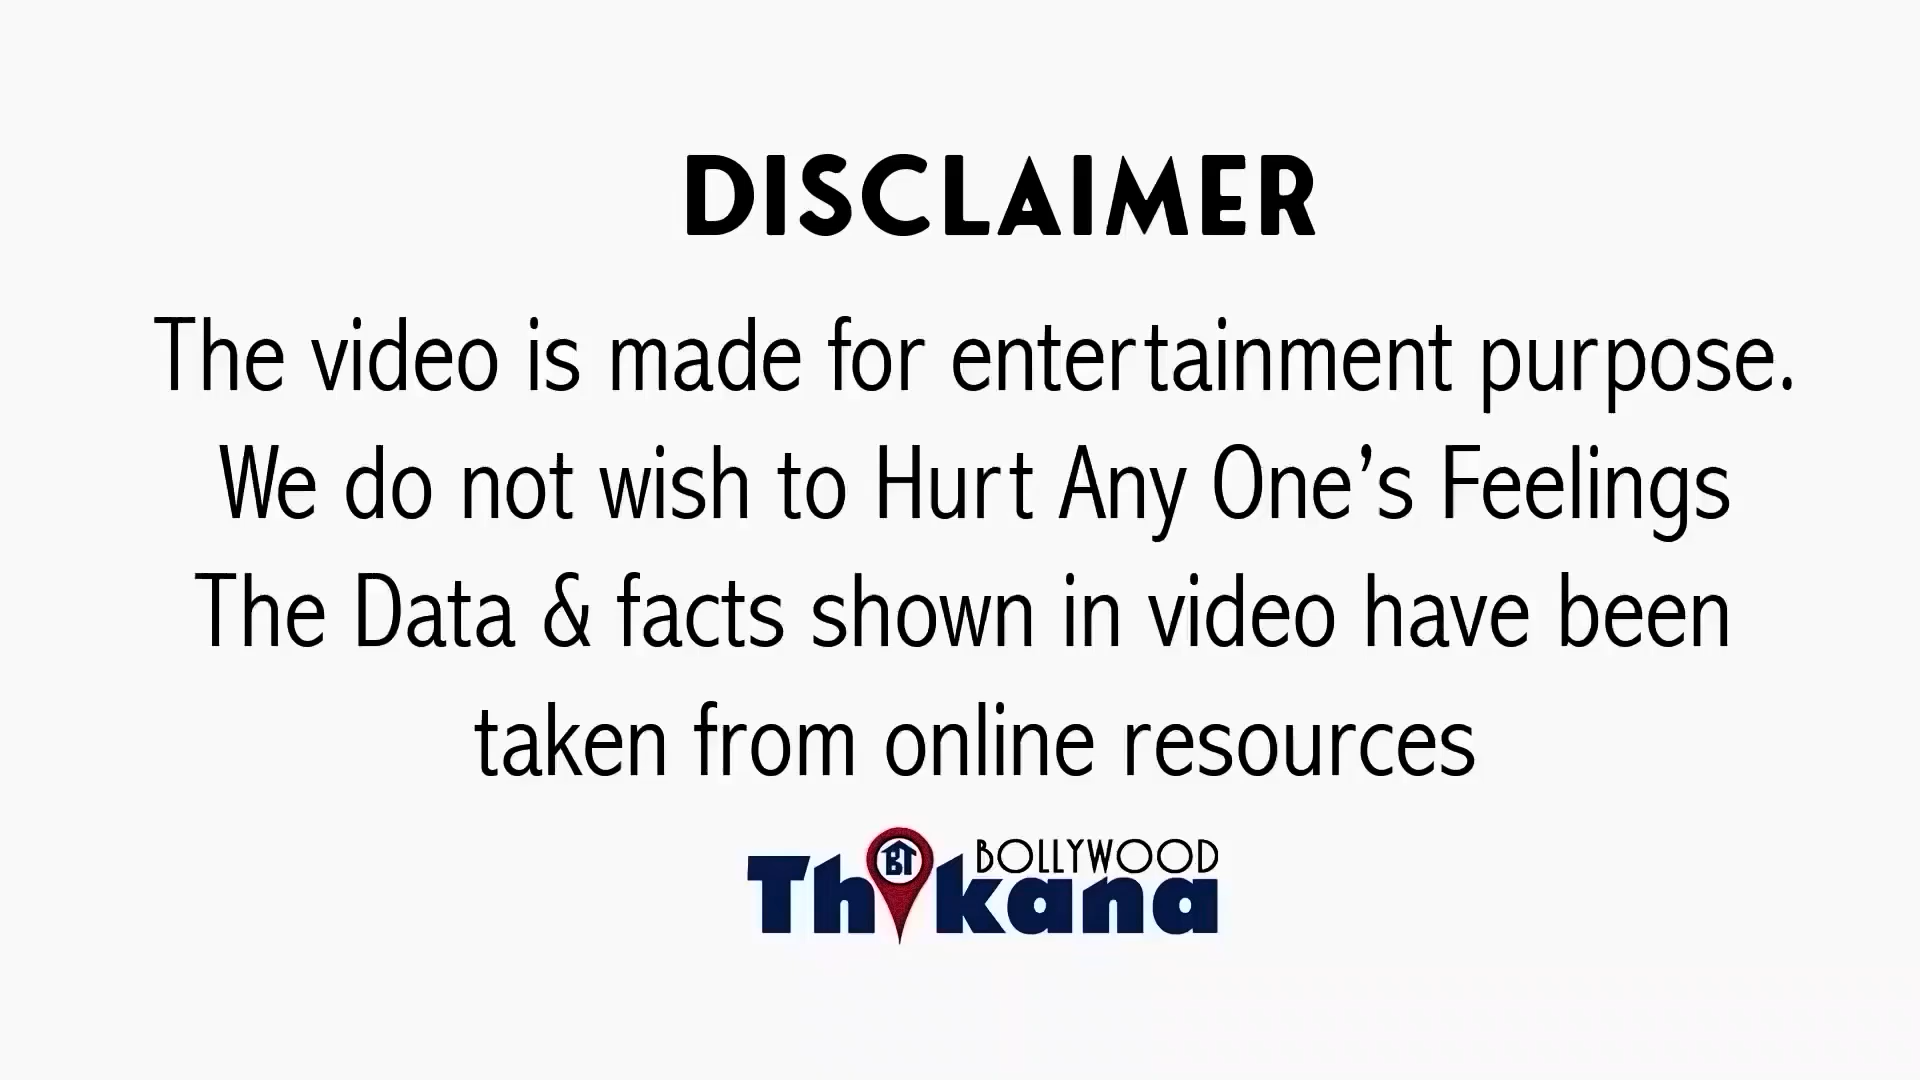 DISCLAIMER
The video is made for entertainment purpose.
We do not wish to Hurt Any One’s Feelings
The Data & facts shown in video have been
taken from online resources
BOLLYWOOD
BT
Thikana